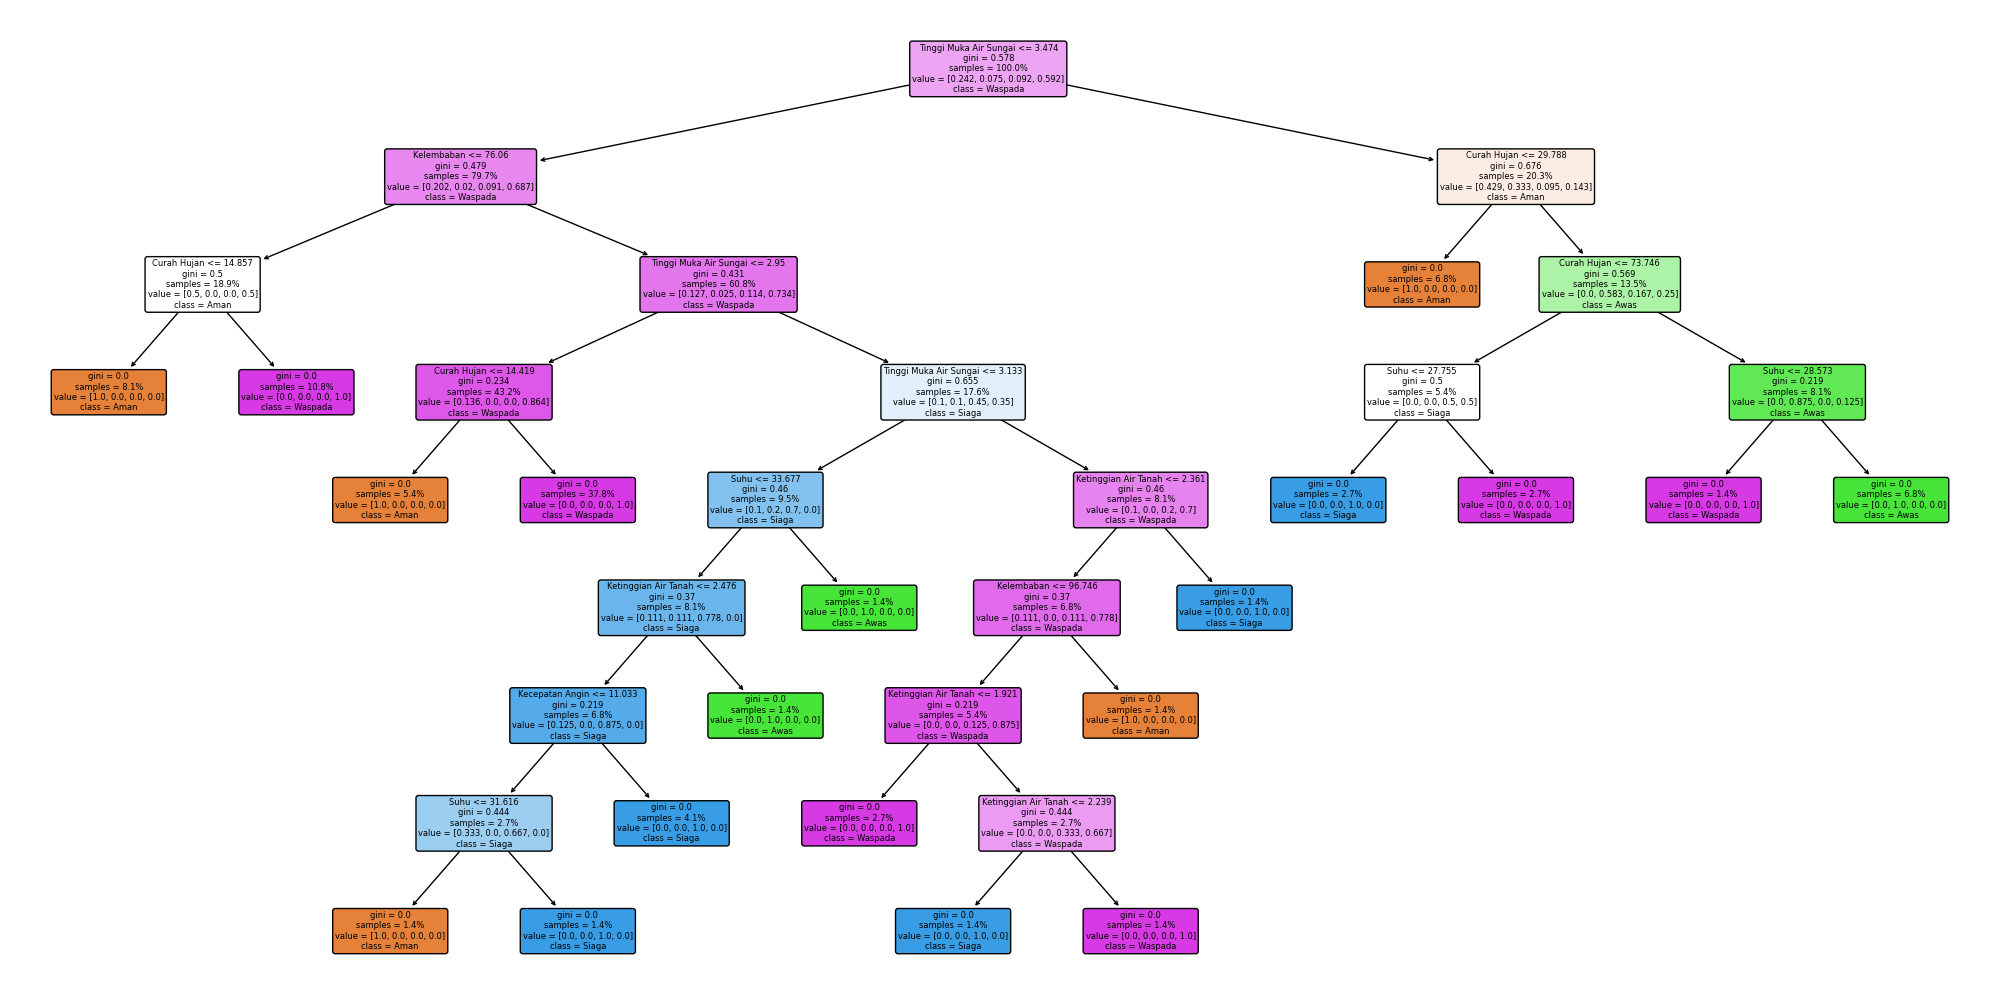 Tinggi Muka Air Sungai <= 3.474
gini = 0.578
samples = 100.0%
value = [0.242, 0.075, 0.092, 0.592]
class = Waspada
Kelembaban <= 76.06
gini = 0.479
samples = 79.7%
value = [0.202, 0.02, 0.091, 0.687]
class = Waspada
Curah Hujan <= 29.788
gini = 0.676
samples = 20.3%
value = [0.429, 0.333, 0.095, 0.143]
class = Aman
Curah Hujan <= 14.857
gini = 0.5
samples = 18.9%
value = [0.5, 0.0, 0.0, 0.5]
class = Aman
Tinggi Muka Air Sungai <= 2.95
gini = 0.431
samples = 60.8%
value = [0.127, 0.025, 0.114, 0.734]
class = Waspada
gini = 0.0
samples = 6.8%
value = [1.0, 0.0, 0.0, 0.0]
class = Aman
Curah Hujan <= 73.746
gini = 0.569
samples = 13.5%
value = [0.0, 0.583, 0.167, 0.25]
class = Awas
gini = 0.0
samples = 8.1%
value = [1.0, 0.0, 0.0, 0.0]
class = Aman
gini = 0.0
samples = 10.8%
value = [0.0, 0.0, 0.0, 1.0]
class = Waspada
Curah Hujan <= 14.419
gini = 0.234
samples = 43.2%
value = [0.136, 0.0, 0.0, 0.864]
class = Waspada
Tinggi Muka Air Sungai <= 3.133
gini = 0.655
samples = 17.6%
value = [0.1, 0.1, 0.45, 0.35]
class = Siaga
Suhu <= 27.755
gini = 0.5
samples = 5.4%
value = [0.0, 0.0, 0.5, 0.5]
class = Siaga
Suhu <= 28.573
gini = 0.219
samples = 8.1%
value = [0.0, 0.875, 0.0, 0.125]
class = Awas
gini = 0.0
samples = 5.4%
value = [1.0, 0.0, 0.0, 0.0]
class = Aman
gini = 0.0
samples = 37.8%
value = [0.0, 0.0, 0.0, 1.0]
class = Waspada
Suhu <= 33.677
gini = 0.46
samples = 9.5%
value = [0.1, 0.2, 0.7, 0.0]
class = Siaga
Ketinggian Air Tanah <= 2.361
gini = 0.46
samples = 8.1%
value = [0.1, 0.0, 0.2, 0.7]
class = Waspada
gini = 0.0
samples = 2.7%
value = [0.0, 0.0, 1.0, 0.0]
class = Siaga
gini = 0.0
samples = 2.7%
value = [0.0, 0.0, 0.0, 1.0]
class = Waspada
gini = 0.0
samples = 1.4%
value = [0.0, 0.0, 0.0, 1.0]
class = Waspada
gini = 0.0
samples = 6.8%
value = [0.0, 1.0, 0.0, 0.0]
class = Awas
Ketinggian Air Tanah <= 2.476
gini = 0.37
samples = 8.1%
value = [0.111, 0.111, 0.778, 0.0]
class = Siaga
gini = 0.0
samples = 1.4%
value = [0.0, 1.0, 0.0, 0.0]
class = Awas
Kelembaban <= 96.746
gini = 0.37
samples = 6.8%
value = [0.111, 0.0, 0.111, 0.778]
class = Waspada
gini = 0.0
samples = 1.4%
value = [0.0, 0.0, 1.0, 0.0]
class = Siaga
Kecepatan Angin <= 11.033
gini = 0.219
samples = 6.8%
value = [0.125, 0.0, 0.875, 0.0]
class = Siaga
gini = 0.0
samples = 1.4%
value = [0.0, 1.0, 0.0, 0.0]
class = Awas
Ketinggian Air Tanah <= 1.921
gini = 0.219
samples = 5.4%
value = [0.0, 0.0, 0.125, 0.875]
class = Waspada
gini = 0.0
samples = 1.4%
value = [1.0, 0.0, 0.0, 0.0]
class = Aman
Suhu <= 31.616
gini = 0.444
samples = 2.7%
value = [0.333, 0.0, 0.667, 0.0]
class = Siaga
gini = 0.0
samples = 4.1%
value = [0.0, 0.0, 1.0, 0.0]
class = Siaga
gini = 0.0
samples = 2.7%
value = [0.0, 0.0, 0.0, 1.0]
class = Waspada
Ketinggian Air Tanah <= 2.239
gini = 0.444
samples = 2.7%
value = [0.0, 0.0, 0.333, 0.667]
class = Waspada
gini = 0.0
samples = 1.4%
value = [1.0, 0.0, 0.0, 0.0]
class = Aman
gini = 0.0
samples = 1.4%
value = [0.0, 0.0, 1.0, 0.0]
class = Siaga
gini = 0.0
samples = 1.4%
value = [0.0, 0.0, 1.0, 0.0]
class = Siaga
gini = 0.0
samples = 1.4%
value = [0.0, 0.0, 0.0, 1.0]
class = Waspada